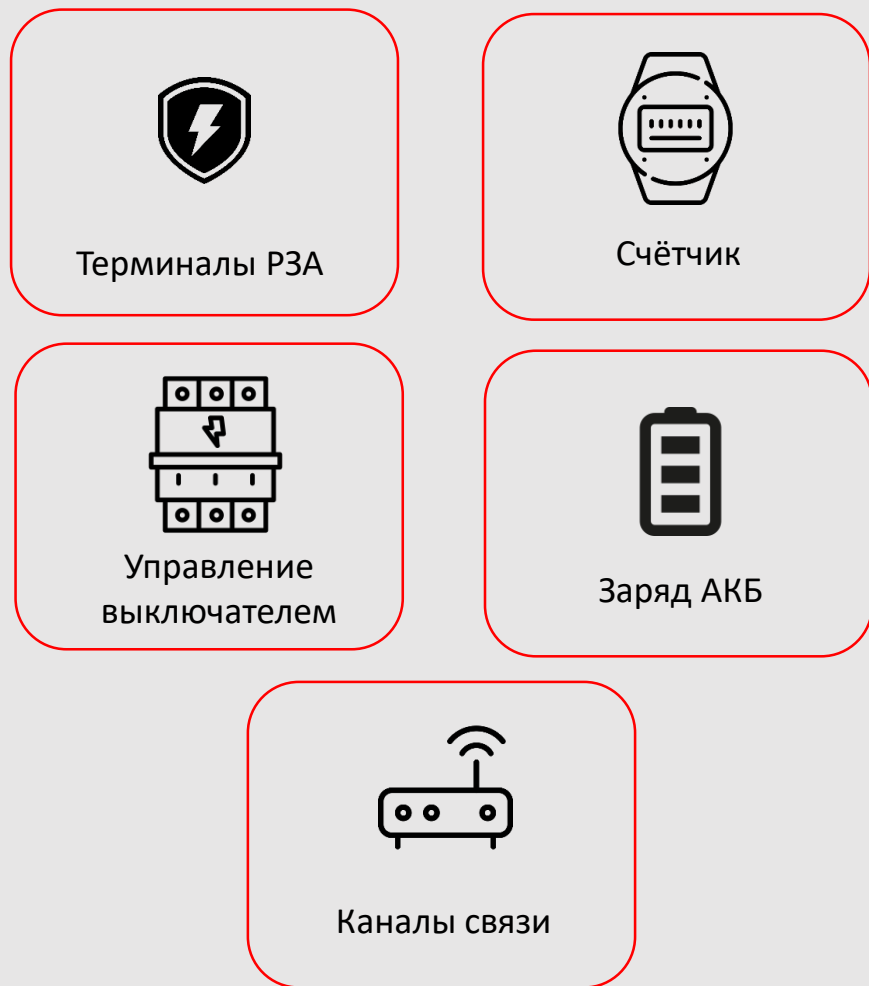 Терминалы РЗА
Счётчик
Управление
выключателем
Заряд АКБ
Каналы связи